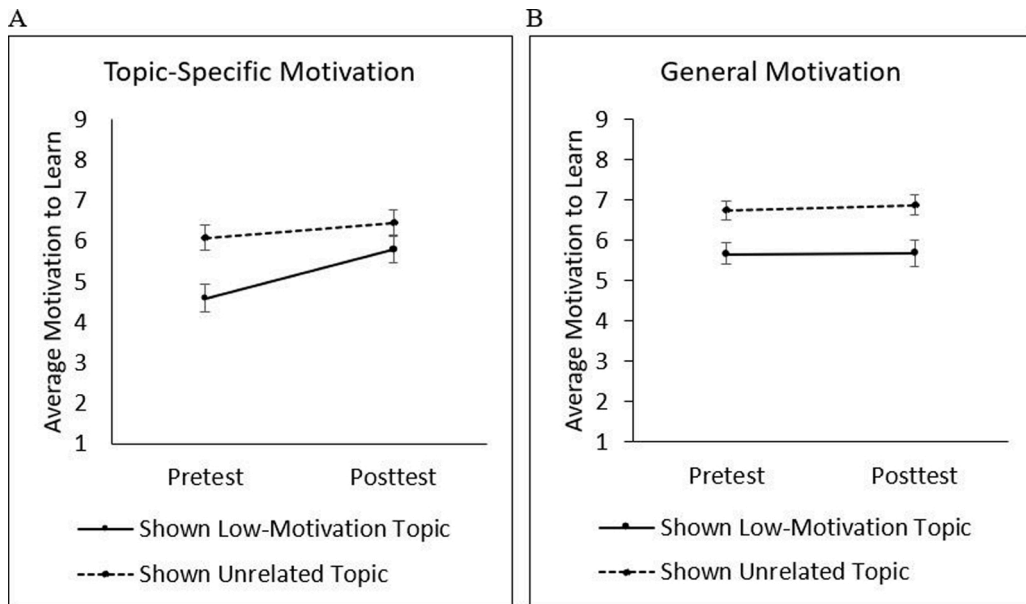 A
Topic-Specific Motivation
Average Motivation to Learn
9
8
7
6
5
4
3
2
1
Pretest
Posttest
Shown Low-Motivation Topic
Shown Unrelated Topic
B
General Motivation
Average Motivation to Learn
9
8
7
6
5
4
3
2
1
Pretest
Posttest
Shown Low-Motivation Topic
Shown Unrelated Topic